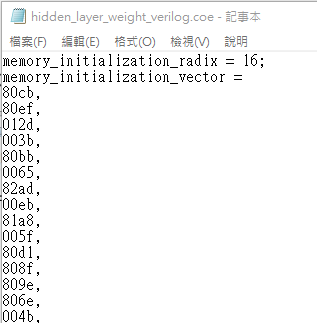 hidden_layer_weight_verilog.coe - 記事本
檔案(F) 編輯(E) 格式(O) 檢視(V) 說明
memory_initialization_radix = 16;
memory_initialization_vector =
80cb,
80ef,
012d,
003b,
80bb,
0065,
82ad,
00eb,
81a8,
005f,
80d1,
808f,
809e,
806e,
004b,